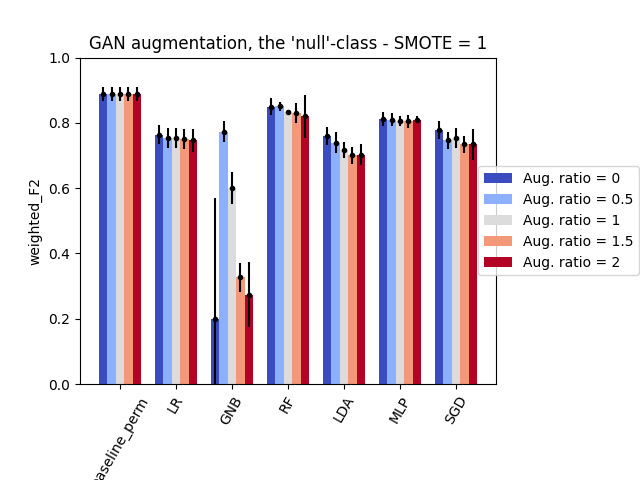 GAN augmentation, the 'null'-class - SMOTE = 1
weighted_F2
1.0
0.8
0.6
0.4
0.2
0.0
aseline_perm
LR
GNB
RF
LDA
MLP
SGD
Aug. ratio = 0
Aug. ratio = 0.5
Aug. ratio = 1
Aug. ratio = 1.5
Aug. ratio = 2